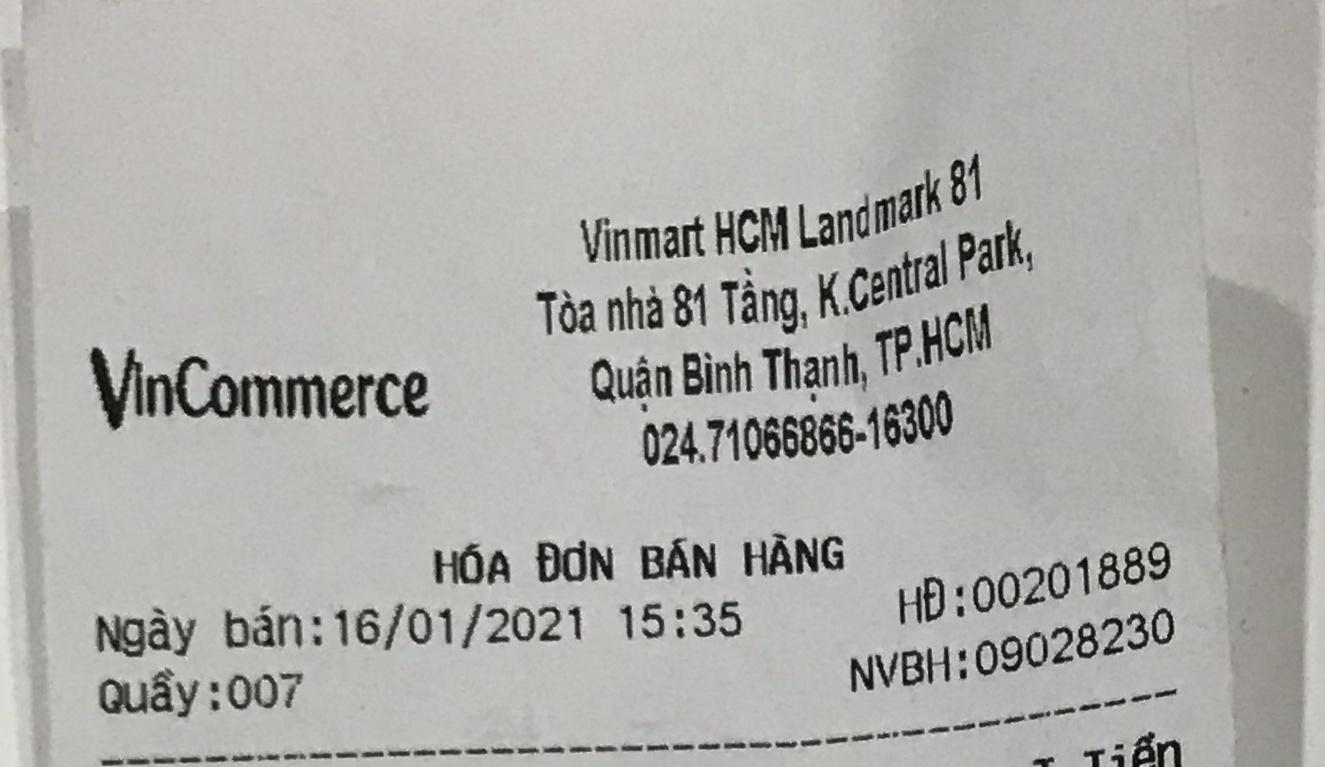 Vinmart HCM Landmark 81
Tòa nhà 81 Tầng, K.Central Park,
Quận Bình Thạnh, TP.HCM
024.71066866-16300
VinCommerce
HÓA ĐƠN BÁN HÀNG
Ngày bán:16/01/2021 15:35 HĐ:00201889
Quầy:007 NVBH:09028230
Tiền